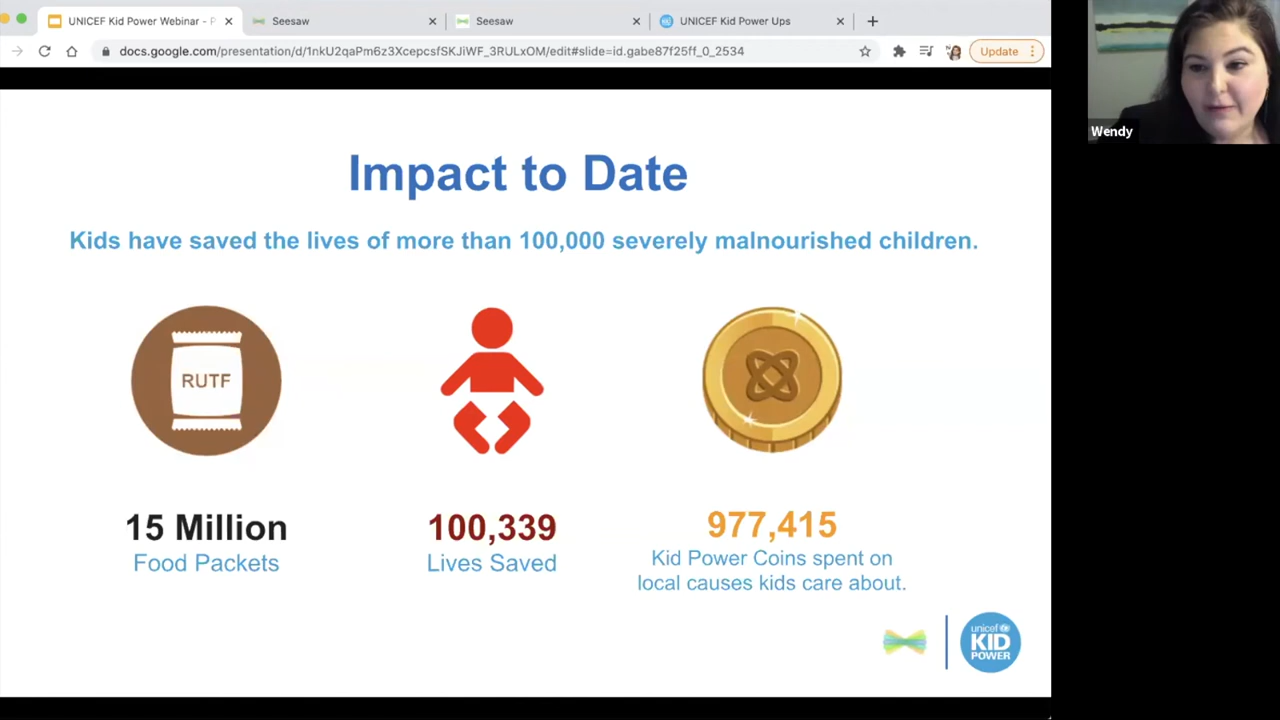 UNICEF Kid Power Webinar - P
Seesaw
Seesaw
UNICEF Kid Power Ups
docs.google.com/presentation/d/1nkU2qaPm6z3XcepcsfSKJiWF_3RULxOM/edit#slide=id.gabe87f25ff_0_2534
Update
Wendy
Impact to Date
Kids have saved the lives of more than 100,000 severely malnourished children.
RUTF
15 Million
Food Packets
100,339
Lives Saved
977,415
Kid Power Coins spent on
local causes kids care about.
unicef
KID
POWER